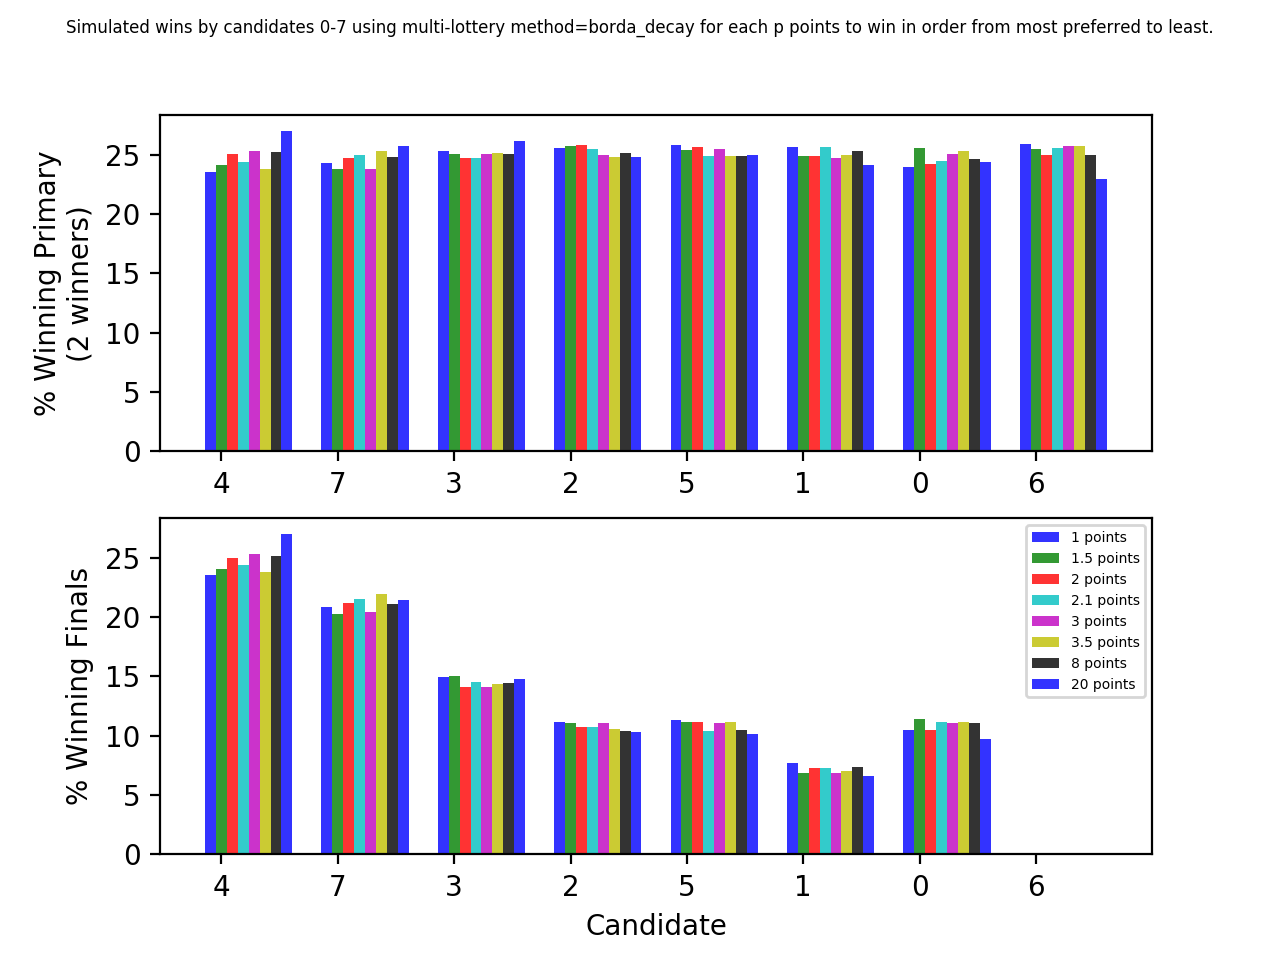 Simulated wins by candidates 0-7 using multi-lottery method=borda_decay for each p points to win in order from most preferred to least.
% Winning Primary
(2 winners)
25
20
15
10
5
0
4 7 3 2 5 1 0 6
% Winning Finals
25
20
15
10
5
0
1 points
1.5 points
2 points
2.1 points
3 points
3.5 points
8 points
20 points
4 7 3 2 5 1 0 6
Candidate